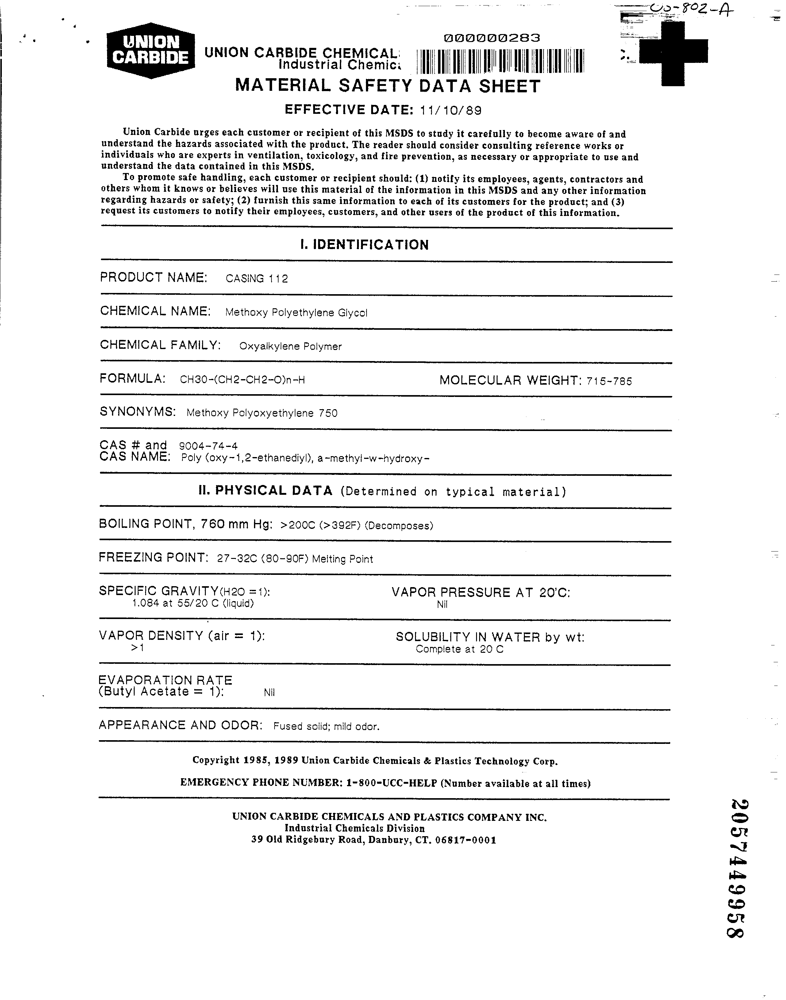 UC-802-A
000000283
UNION
CARBIDE
UNION CARBIDE CHEMICAL
Industrial Chemic
MATERIAL SAFETY DATA SHEET
EFFECTIVE DATE: 11/10/89
Union Carbide urges each customer or recipient of this MSDS to study it carefully to become aware of and
understand the hazards associated with the product. The reader should consider consulting reference works or
individuals who are experts in ventilation, toxicology, and fire prevention, as necessary or appropriate to use and
understand the data contained in this MSDS.
To promote safe handling, each customer or recipient should: (1) notify its employees, agents, contractors and
others whom it knows or believes will use this material of the information in this MSDS and any other information
regarding hazards or safety; (2) furnish this same information to each of its customers for the product; and (3)
request its customers to notify their employees, customers, and other users of the product of this information.
I. IDENTIFICATION
PRODUCT NAME: CASING 112
CHEMICAL NAME: Methoxy Polyethylene Glycol
CHEMICAL FAMILY: Oxyalkylene Polymer
FORMULA: CH3O-(CH2-CH2-O)n-H MOLECULAR WEIGHT: 715-785
SYNONYMS: Methoxy Polyoxyethylene 750
CAS # and 9004-74-4
CAS NAME: Poly (oxy-1,2-ethanediyl), a-methyl-w-hydroxy-
II. PHYSICAL DATA (Determined on typical material)
BOILING POINT, 760 mm Hg: >200C (>392F) (Decomposes)
FREEZING POINT: 27-32C (80-90F) Melting Point
SPECIFIC GRAVITY(H2O =1): VAPOR PRESSURE AT 20'C:
1.084 at 55/20 C (liquid) Nil
VAPOR DENSITY (air = 1): SOLUBILITY IN WATER by wt:
>1 Complete at 20 C
EVAPORATION RATE
(Butyl Acetate = 1): Nil
APPEARANCE AND ODOR: Fused solid; mild odor.
Copyright 1985, 1989 Union Carbide Chemicals & Plastics Technology Corp.
EMERGENCY PHONE NUMBER: 1-800-UCC-HELP (Number available at all times)
UNION CARBIDE CHEMICALS AND PLASTICS COMPANY INC.
Industrial Chemicals Division
39 Old Ridgebury Road, Danbury, CT. 06817-0001
2057449958